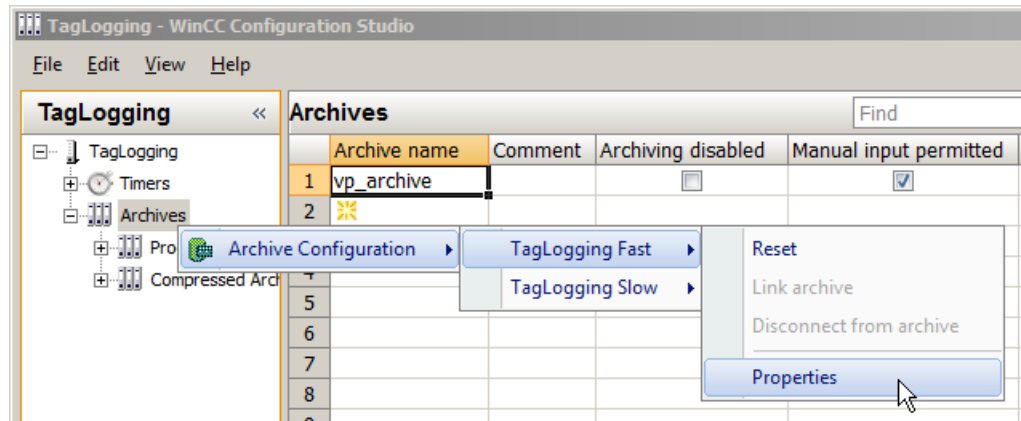 TagLogging - WinCC Configuration Studio
File Edit View Help
TagLogging « Archives Find
TagLogging
Timers
Archives
Pro
Compressed Arch
Archive name Comment Archiving disabled Manual input permitted
1 vp_archive
2
5
6
7
8
Archive Configuration
TagLogging Fast
TagLogging Slow
Reset
Link archive
Disconnect from archive
Properties